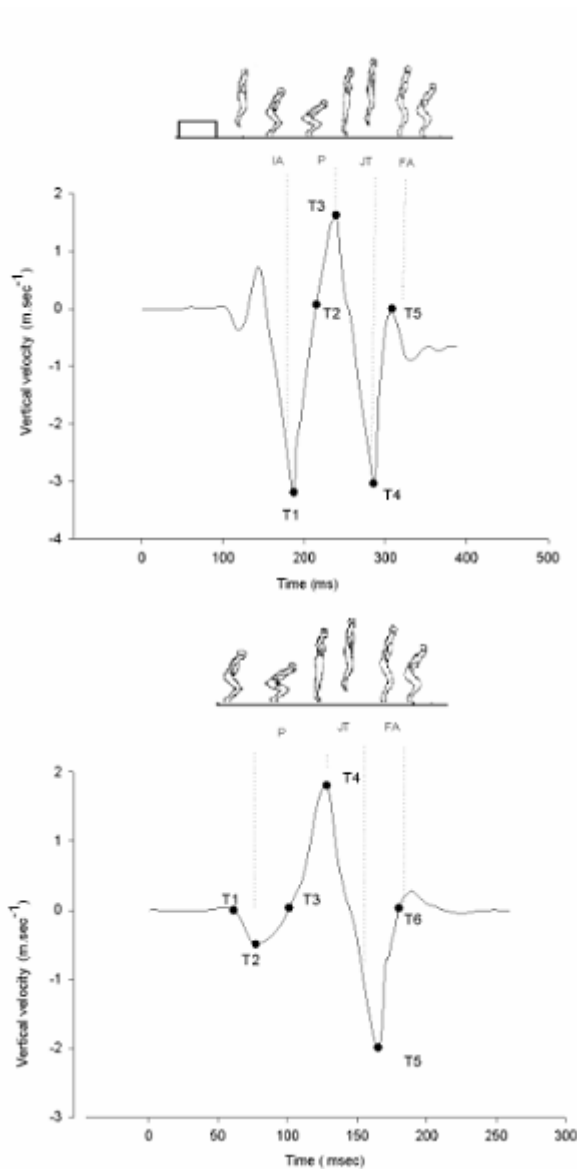 IA P JT FA
2
T3
1
0
T2
T5
-1
-2
-3
T4
T1
-4
0 100 200 300 400 500
Time (ms)
Vertical velocity (m.sec-1)
P JT FA
2
T4
1
T1
T3
0
T6
T2
-1
-2
T5
-3
0 50 100 150 200 250 300
Time ( msec)
Vertical velocity (m.sec-1)